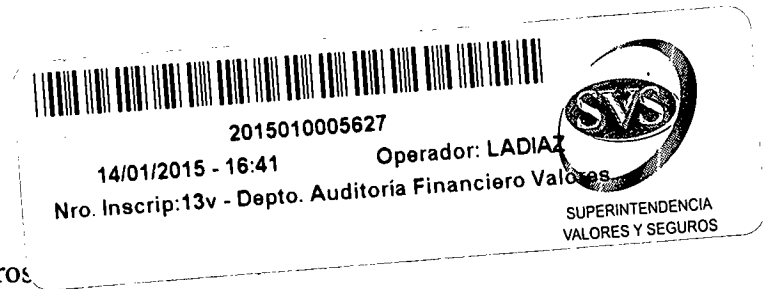 2015010005627
14/01/2015 - 16:41 Operador: LADIAZ
Nro. Inscrip:13v - Depto. Auditoría Financiero Valores
SVS
SUPERINTENDENCIA
VALORES Y SEGUROS